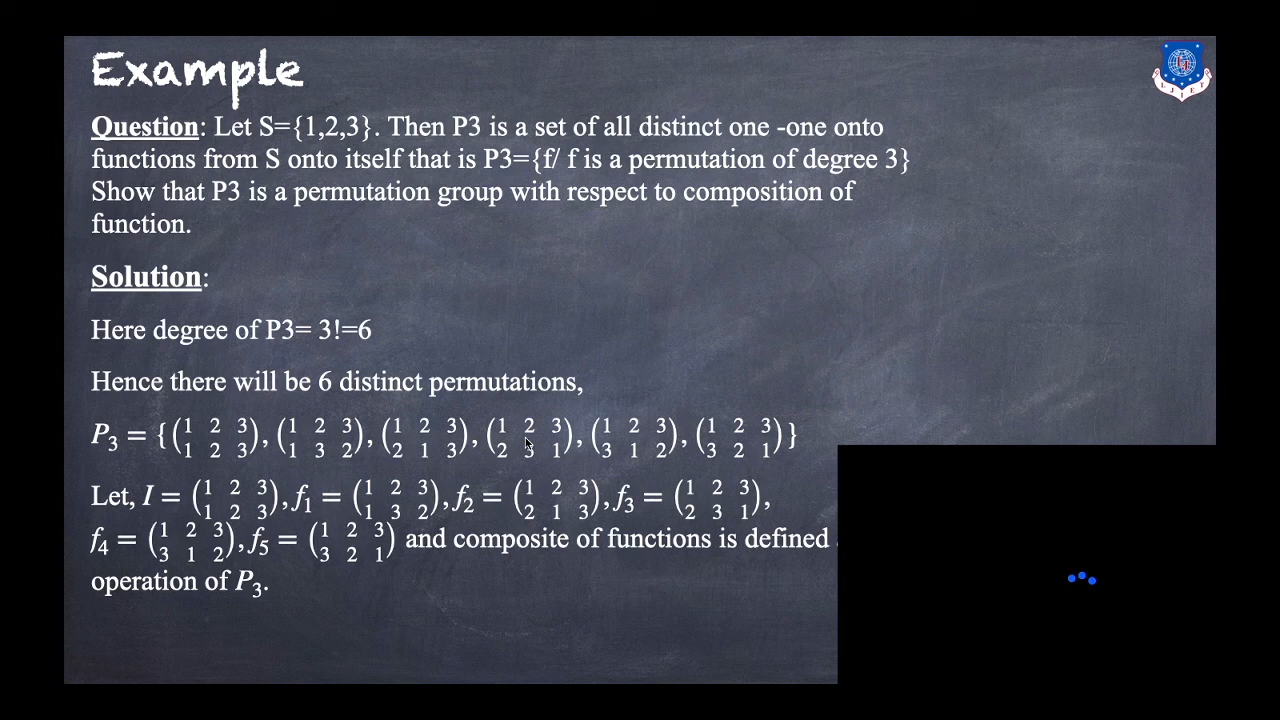 Example
Question: Let S={1,2,3}. Then P3 is a set of all distinct one -one onto
functions from S onto itself that is P3={f/ f is a permutation of degree 3}
Show that P3 is a permutation group with respect to composition of
function.
Solution:
Here degree of P3= 3!=6
Hence there will be 6 distinct permutations,
P₃ = {(1 2 3 / 1 2 3), (1 2 3 / 1 3 2), (1 2 3 / 2 1 3), (1 2 3 / 2 3 1), (1 2 3 / 3 1 2), (1 2 3 / 3 2 1)}
Let, I = (1 2 3 / 1 2 3), f₁ = (1 2 3 / 1 3 2), f₂ = (1 2 3 / 2 1 3), f₃ = (1 2 3 / 2 3 1),
f₄ = (1 2 3 / 3 1 2), f₅ = (1 2 3 / 3 2 1) and composite of functions is defined
operation of P₃.